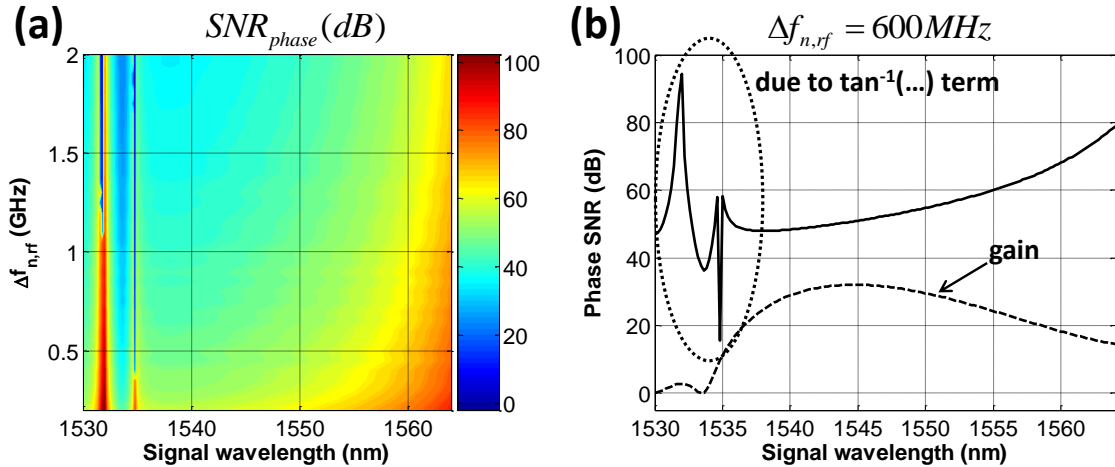 (a)
SNR_phase (dB)
2
1.5
1
0.5
Δf_n,rf (GHz)
1530
1540
1550
1560
Signal wavelength (nm)
100
80
60
40
20
0
(b)
Δf_n,rf = 600MHz
due to tan⁻¹(...) term
gain
100
80
60
40
20
0
Phase SNR (dB)
1530
1535
1540
1545
1550
1555
1560
Signal wavelength (nm)